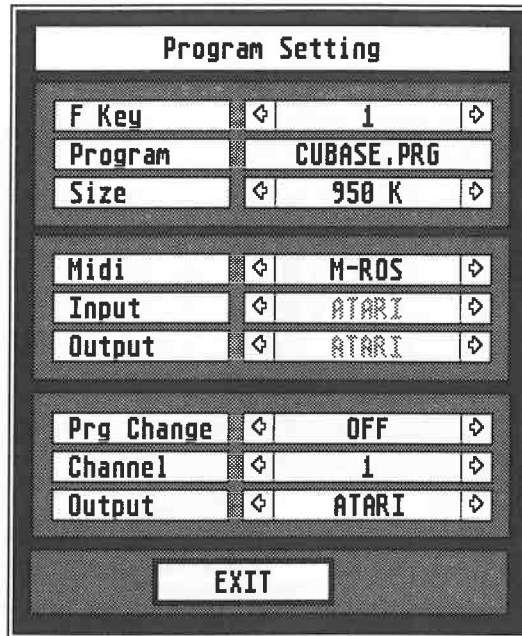 Program Setting
F Key 1
Program CUBASE.PRG
Size 950 K
Midi M-ROS
Input ATARI
Output ATARI
Prg Change OFF
Channel 1
Output ATARI
EXIT